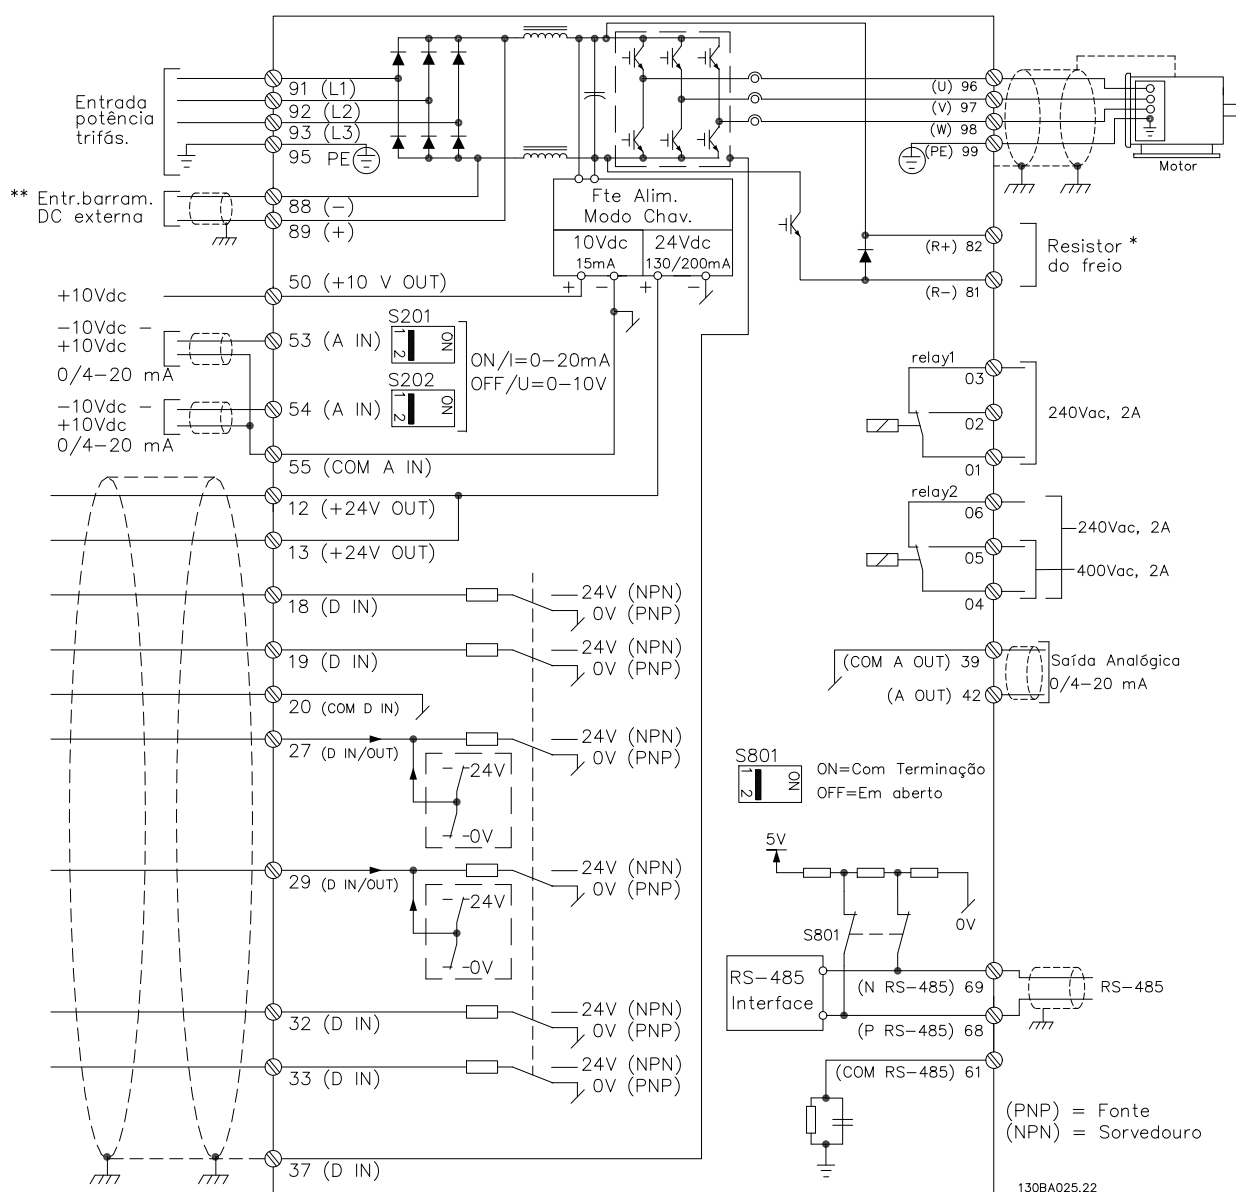 Entrada
potência
trifás.
91 (L1)
92 (L2)
93 (L3)
95 PE
** Entr.barram.
DC externa
88 (−)
89 (+)
Fte Alim.
Modo Chav.
10Vdc
15mA
24Vdc
130/200mA
+ − + −
(U) 96
(V) 97
(W) 98
(PE) 99
Motor
(R+) 82
(R−) 81
Resistor *
do freio
+10Vdc
50 (+10 V OUT)
−10Vdc −
+10Vdc
0/4−20 mA
53 (A IN)
S201
1 2
ON
ON/I=0−20mA
OFF/U=0−10V
S202
1 2
ON
−10Vdc −
+10Vdc
0/4−20 mA
54 (A IN)
55 (COM A IN)
12 (+24V OUT)
13 (+24V OUT)
relay1
03
02
01
240Vac, 2A
relay2
06
05
04
240Vac, 2A
400Vac, 2A
18 (D IN)
24V (NPN)
0V (PNP)
19 (D IN)
24V (NPN)
0V (PNP)
20 (COM D IN)
27 (D IN/OUT)
24V (NPN)
0V (PNP)
24V
0V
29 (D IN/OUT)
24V (NPN)
0V (PNP)
24V
0V
32 (D IN)
24V (NPN)
0V (PNP)
33 (D IN)
24V (NPN)
0V (PNP)
37 (D IN)
(COM A OUT) 39
(A OUT) 42
Saída Analógica
0/4−20 mA
S801
1 2
ON
ON=Com Terminação
OFF=Em aberto
5V
S801
0V
RS−485
Interface
(N RS−485) 69
RS−485
(P RS−485) 68
(COM RS−485) 61
(PNP) = Fonte
(NPN) = Sorvedouro
130BA025.22